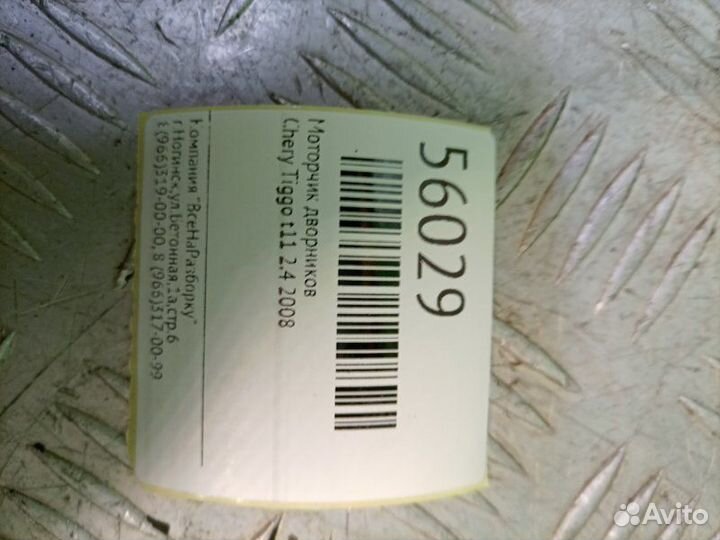 56029
Моторчик дворников
Chery Tiggo t11 2.4 2008
Компания "ВсеНаРазборку"
г Ногинск,ул.Бетонная,1а,стр.6
8 (966)319-00-00, 8 (966)317-00-99
Avito